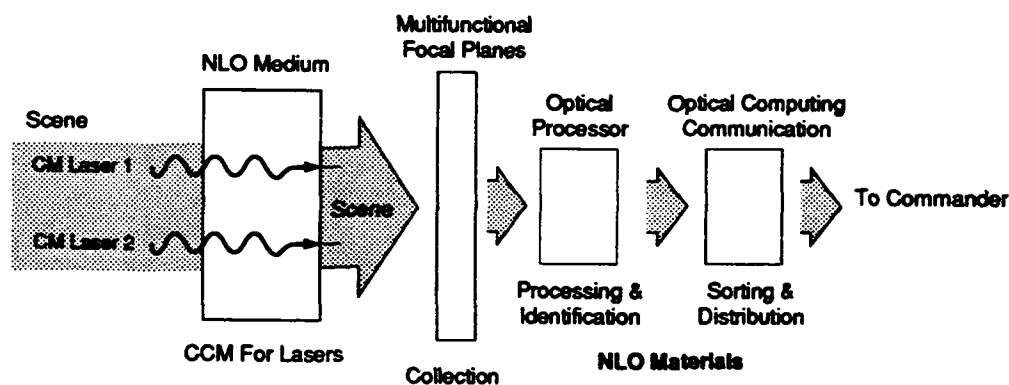 Multifunctional
Focal Planes
NLO Medium
Optical
Processor
Optical Computing
Communication
Scene
CM Laser 1
Scene
To Commander
CM Laser 2
Processing &
Identification
Sorting &
Distribution
CCM For Lasers
NLO Materials
Collection